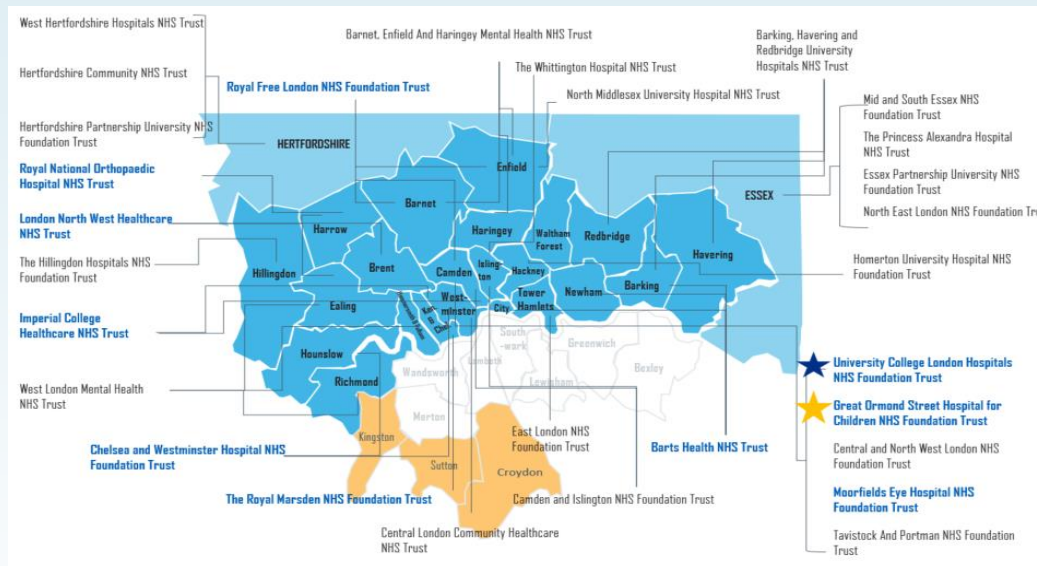 West Hertfordshire Hospitals NHS Trust
Hertfordshire Community NHS Trust
Hertfordshire Partnership University NHS
Foundation Trust
Royal National Orthopaedic
Hospital NHS Trust
London North West Healthcare
NHS Trust
The Hillingdon Hospitals NHS
Foundation Trust
Imperial College
Healthcare NHS Trust
West London Mental Health
NHS Trust
Chelsea and Westminster Hospital NHS
Foundation Trust
The Royal Marsden NHS Foundation Trust
Central London Community Healthcare
NHS Trust
Camden and Islington NHS Foundation Trust
East London NHS
Foundation Trust
Barts Health NHS Trust
Royal Free London NHS Foundation Trust
Barnet, Enfield And Haringey Mental Health NHS Trust
The Whittington Hospital NHS Trust
North Middlesex University Hospital NHS Trust
Barking, Havering and
Redbridge University
Hospitals NHS Trust
Mid and South Essex NHS
Foundation Trust
The Princess Alexandra Hospital
NHS Trust
Essex Partnership University NHS
Foundation Trust
North East London NHS Foundation
Homerton University Hospital NHS
Foundation Trust
University College London Hospitals
NHS Foundation Trust
Great Ormond Street Hospital for
Children NHS Foundation Trust
Central and North West London NHS
Foundation Trust
Moorfields Eye Hospital NHS
Foundation Trust
Tavistock And Portman NHS Foundation
Trust
HERTFORDSHIRE
ESSEX
Enfield
Barnet
Harrow
Haringey
Waltham
Forest
Redbridge
Havering
Hillingdon
Brent
Camden
Isling-
ton
Hackney
Barking
Newham
Ealing
West-
minster
City
Tower
Hamlets
Hounslow
Richmond
Wandsworth
Lambeth
South
-wark
Greenwich
Lewisham
Bexley
Merton
Kingston
Sutton
Croydon